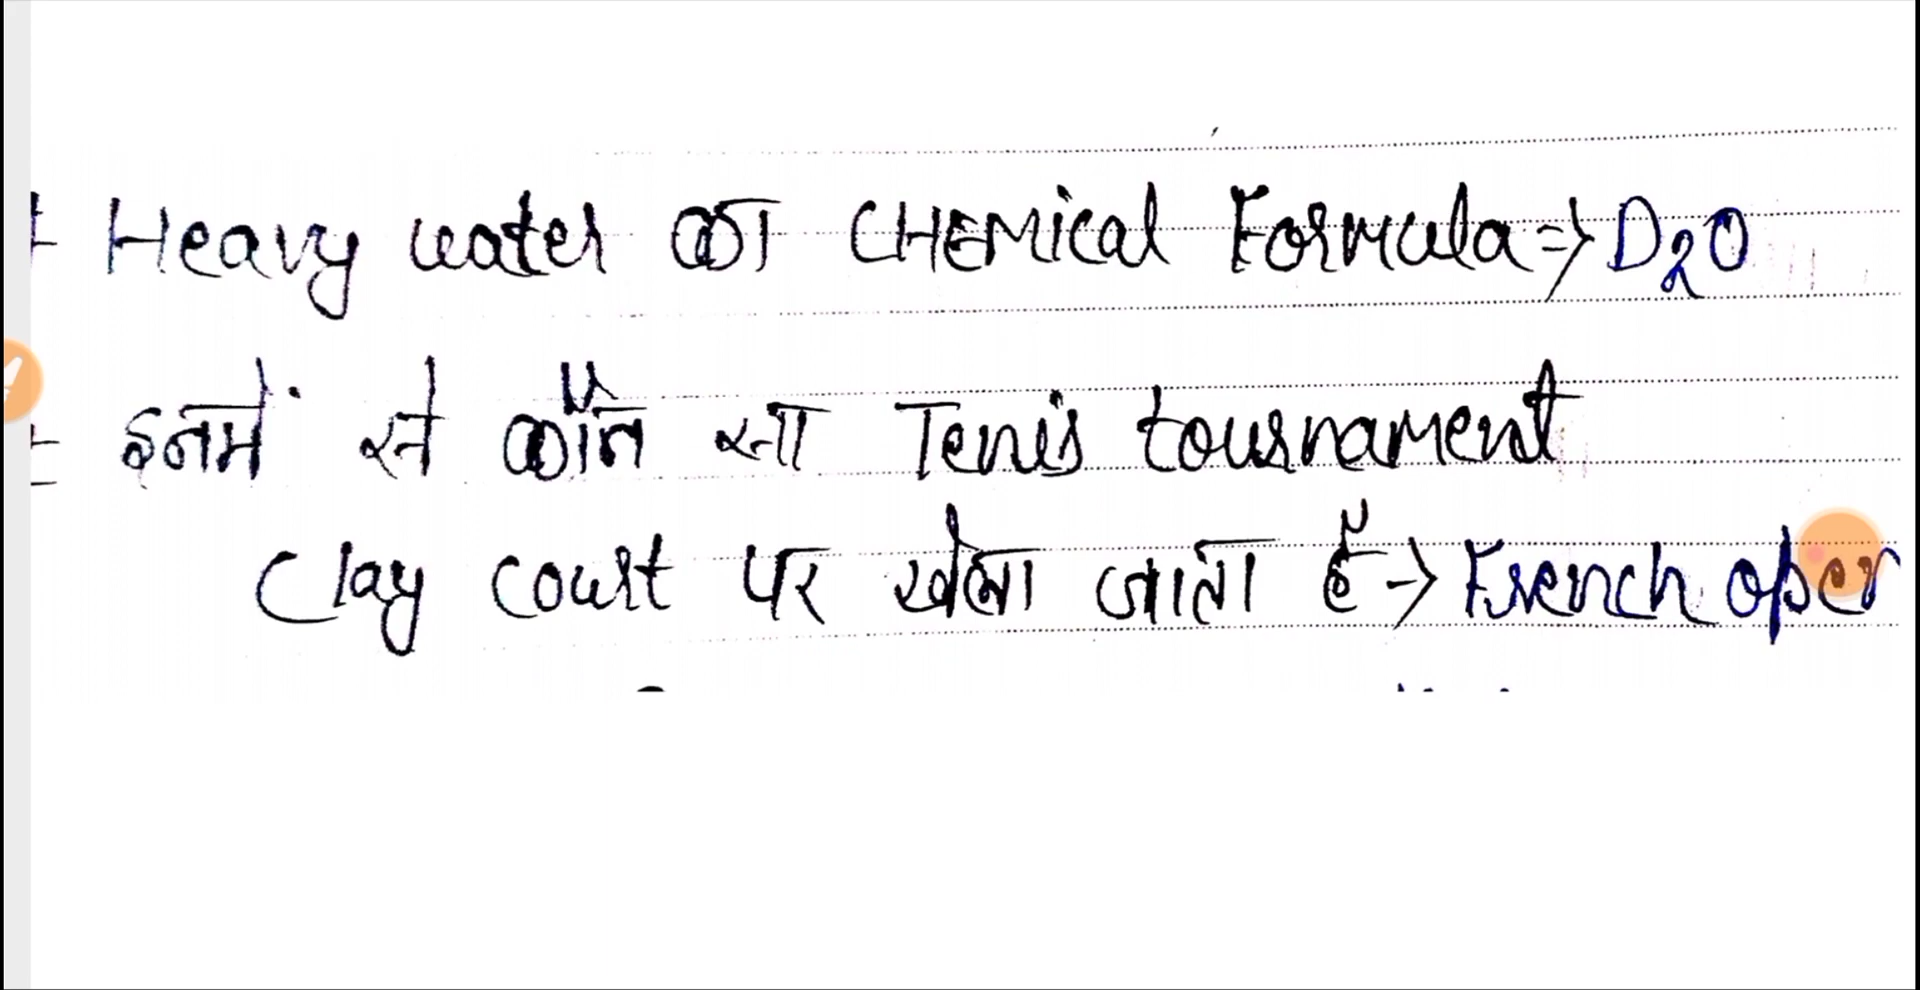 Heavy water का CHEMical Formula => D2O
इनमें से कौन सा Tenis tournament
Clay court पर खेला जाता है -> French open